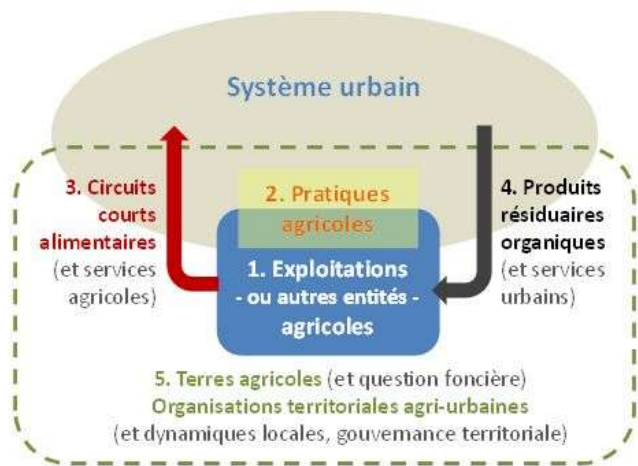 Système urbain
3. Circuits
courts
alimentaires
(et services
agricoles)
2. Pratiques
agricoles
1. Exploitations
- ou autres entités -
agricoles
4. Produits
résiduaires
organiques
(et services
urbains)
5. Terres agricoles (et question foncière)
Organisations territoriales agri-urbaines
(et dynamiques locales, gouvernance territoriale)